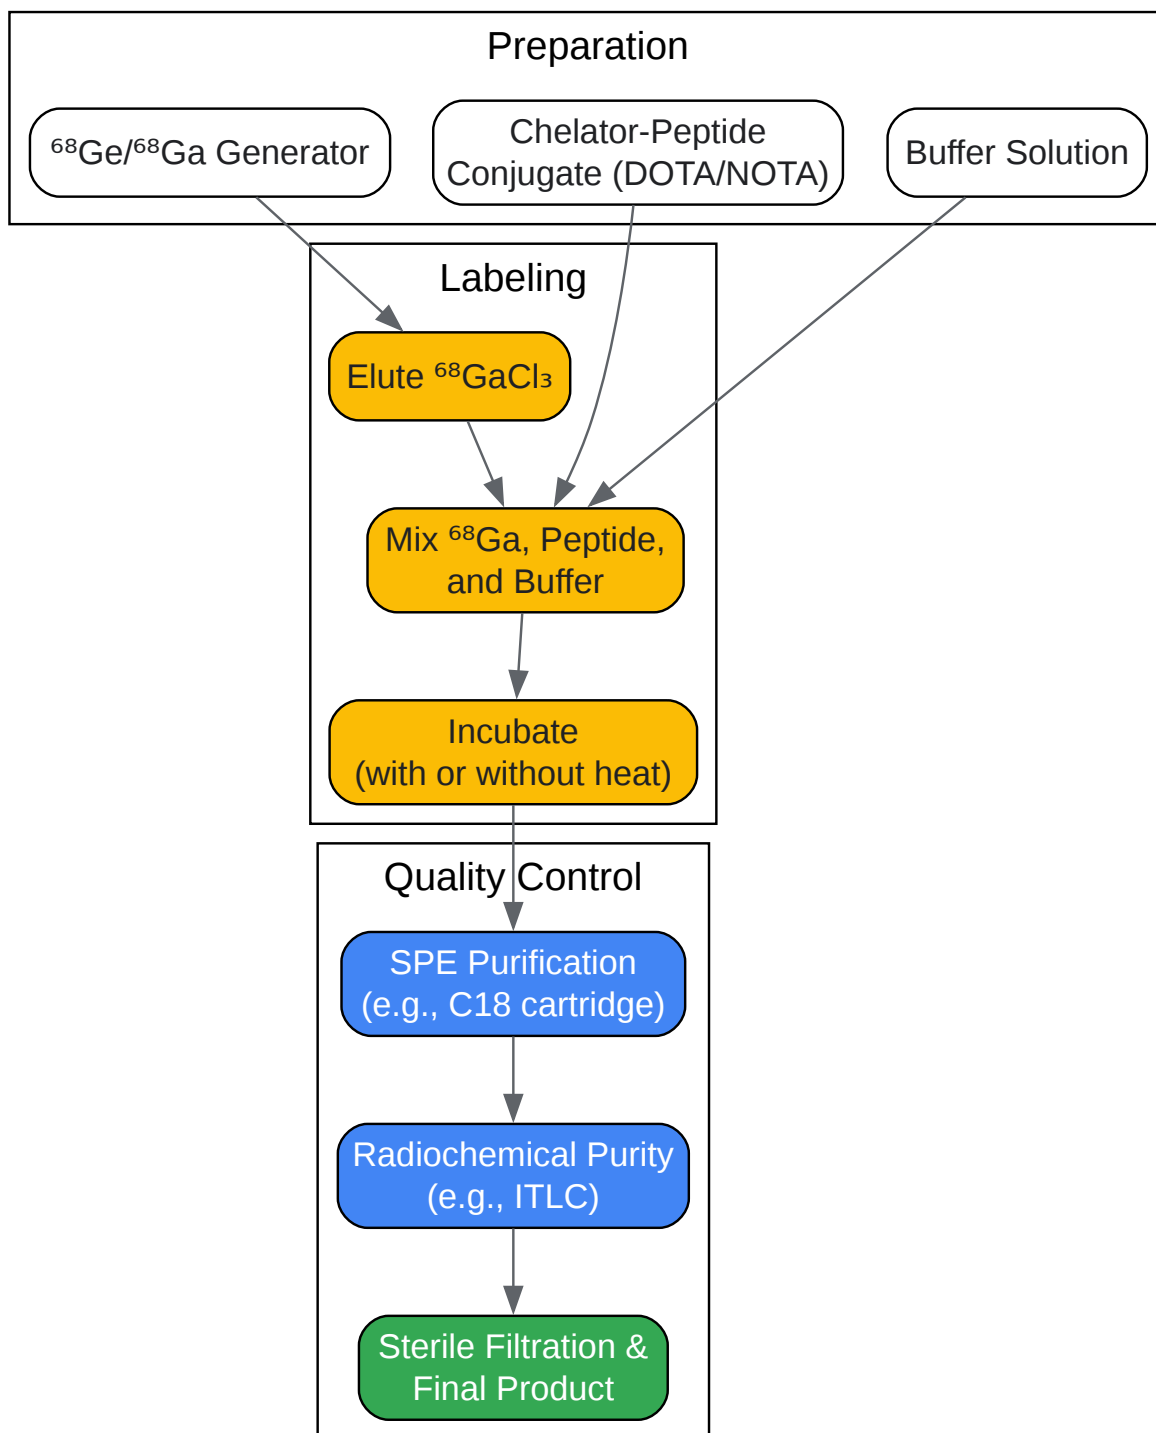 Preparation
⁶⁸Ge/⁶⁸Ga Generator
Chelator-Peptide
Conjugate (DOTA/NOTA)
Buffer Solution
Labeling
Elute ⁶⁸GaCl₃
Mix ⁶⁸Ga, Peptide,
and Buffer
Incubate
(with or without heat)
Quality Control
SPE Purification
(e.g., C18 cartridge)
Radiochemical Purity
(e.g., ITLC)
Sterile Filtration &
Final Product